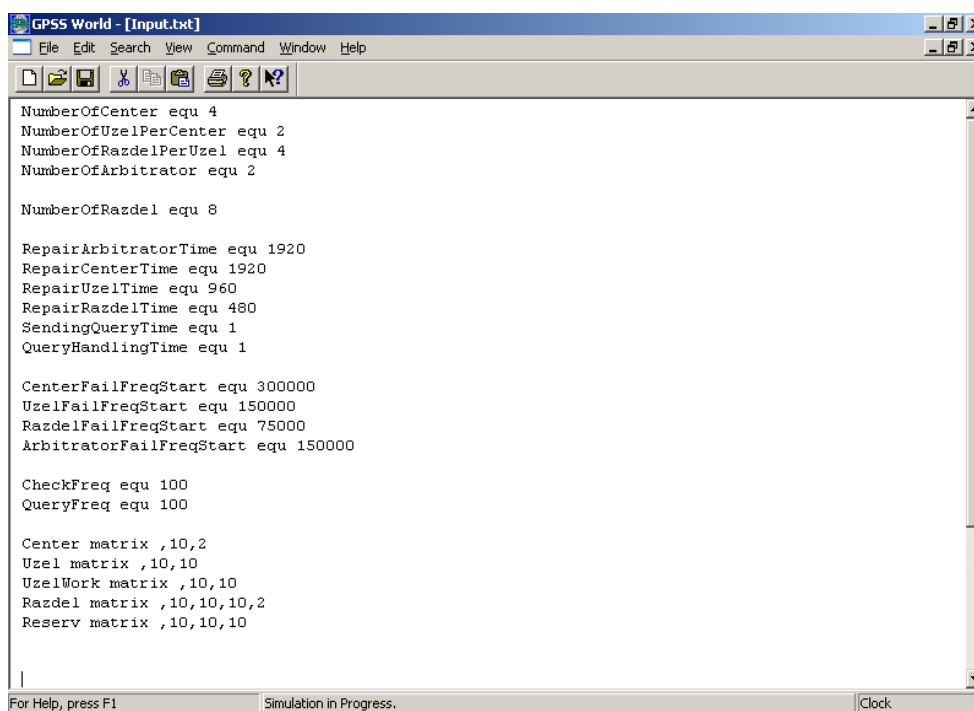 GPSS World - [Input.txt]
File Edit Search View Command Window Help
NumberOfCenter equ 4
NumberOfUzelPerCenter equ 2
NumberOfRazdelPerUzel equ 4
NumberOfArbitrator equ 2
NumberOfRazdel equ 8
RepairArbitratorTime equ 1920
RepairCenterTime equ 1920
RepairUzelTime equ 960
RepairRazdelTime equ 480
SendingQueryTime equ 1
QueryHandlingTime equ 1
CenterFailFreqStart equ 300000
UzelFailFreqStart equ 150000
RazdelFailFreqStart equ 75000
ArbitratorFailFreqStart equ 150000
CheckFreq equ 100
QueryFreq equ 100
Center matrix ,10,2
Uzel matrix ,10,10
UzelWork matrix ,10,10
Razdel matrix ,10,10,10,2
Reserv matrix ,10,10,10
For Help, press F1 Simulation in Progress. Clock